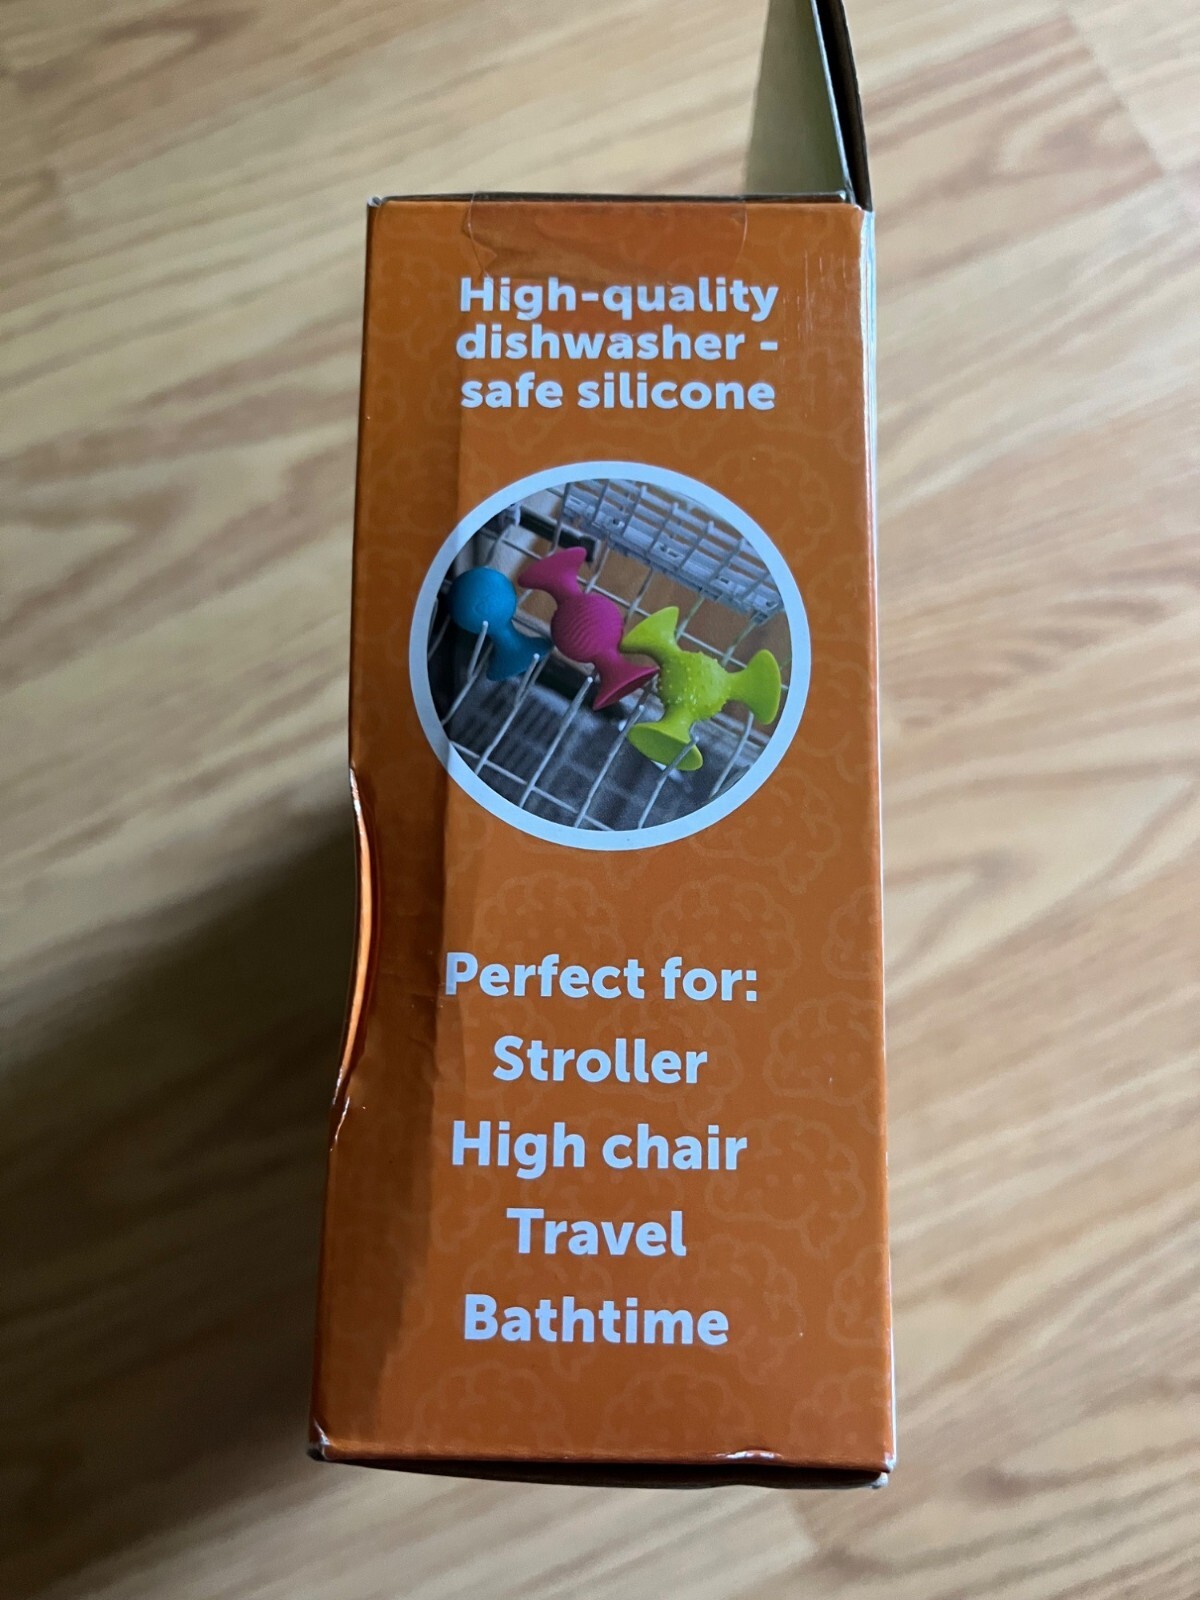 High-quality
dishwasher -
safe silicone
Perfect for:
Stroller
High chair
Travel
Bathtime